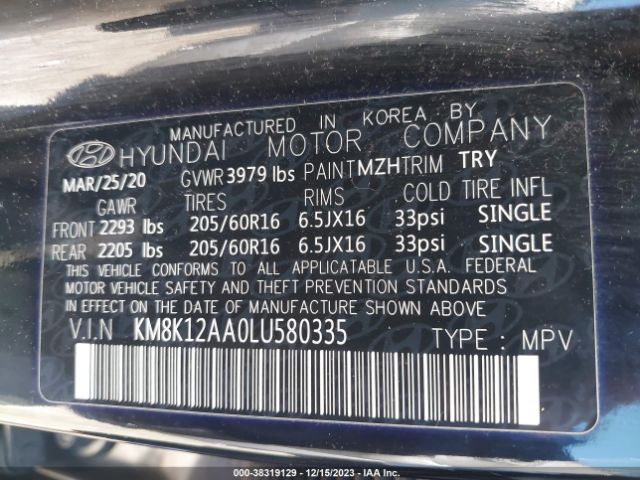 MANUFACTURED IN KOREA BY
HYUNDAI MOTOR COMPANY
MAR/25/20 GVWR 3979 lbs PAINT MZH TRIM TRY
GAWR TIRES RIMS COLD TIRE INFL
FRONT 2293 lbs 205/60R16 6.5JX16 33psi SINGLE
REAR 2205 lbs 205/60R16 6.5JX16 33psi SINGLE
THIS VEHICLE CONFORMS TO ALL APPLICABLE U.S.A. FEDERAL
MOTOR VEHICLE SAFETY AND THEFT PREVENTION STANDARDS
IN EFFECT ON THE DATE OF MANUFACTURE SHOWN ABOVE
V.I.N KM8K12AA0LU580335 TYPE : MPV
000-38319129 - 12/15/2023 - IAA Inc.